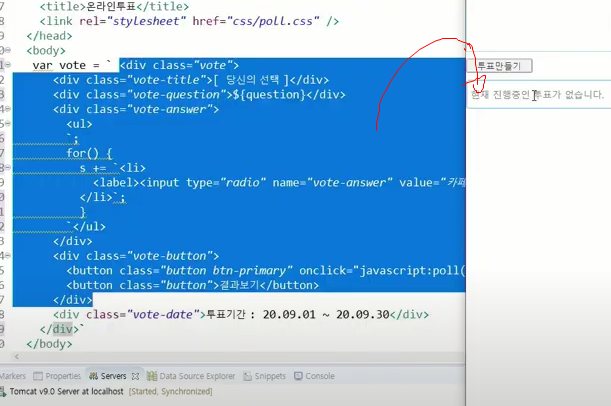 <title>온라인투표</title>
<link rel="stylesheet" href="css/poll.css" />
</head>
<body>
var vote = ` <div class="vote">
<div class="vote-title">[ 당신의 선택 ]</div>
<div class="vote-question">${question}</div>
<div class="vote-answer">
<ul>
`;
for() {
s += `<li>
<label><input type="radio" name="vote-answer" value="카페
</li>`;
}
`</ul>
</div>
<div class="vote-button">
<button class="button btn-primary" onclick="javascript:poll(
<button class="button">결과보기</button>
</div>
<div class="vote-date">투표기간 : 20.09.01 ~ 20.09.30</div>
</div>`
</body>
투표만들기
현재 진행중인 투표가 없습니다.
Markers Properties Servers Data Source Explorer Snippets Console
Tomcat v9.0 Server at localhost [Started, Synchronized]